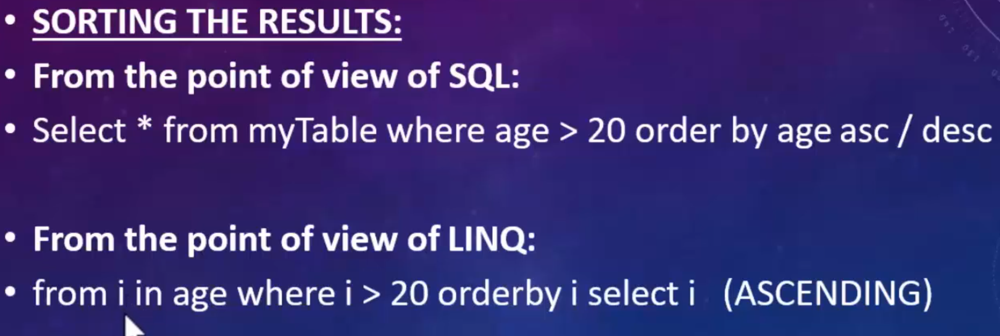 • SORTING THE RESULTS:
• From the point of view of SQL:
• Select * from myTable where age > 20 order by age asc / desc
• From the point of view of LINQ:
• from i in age where i > 20 orderby i select i (ASCENDING)